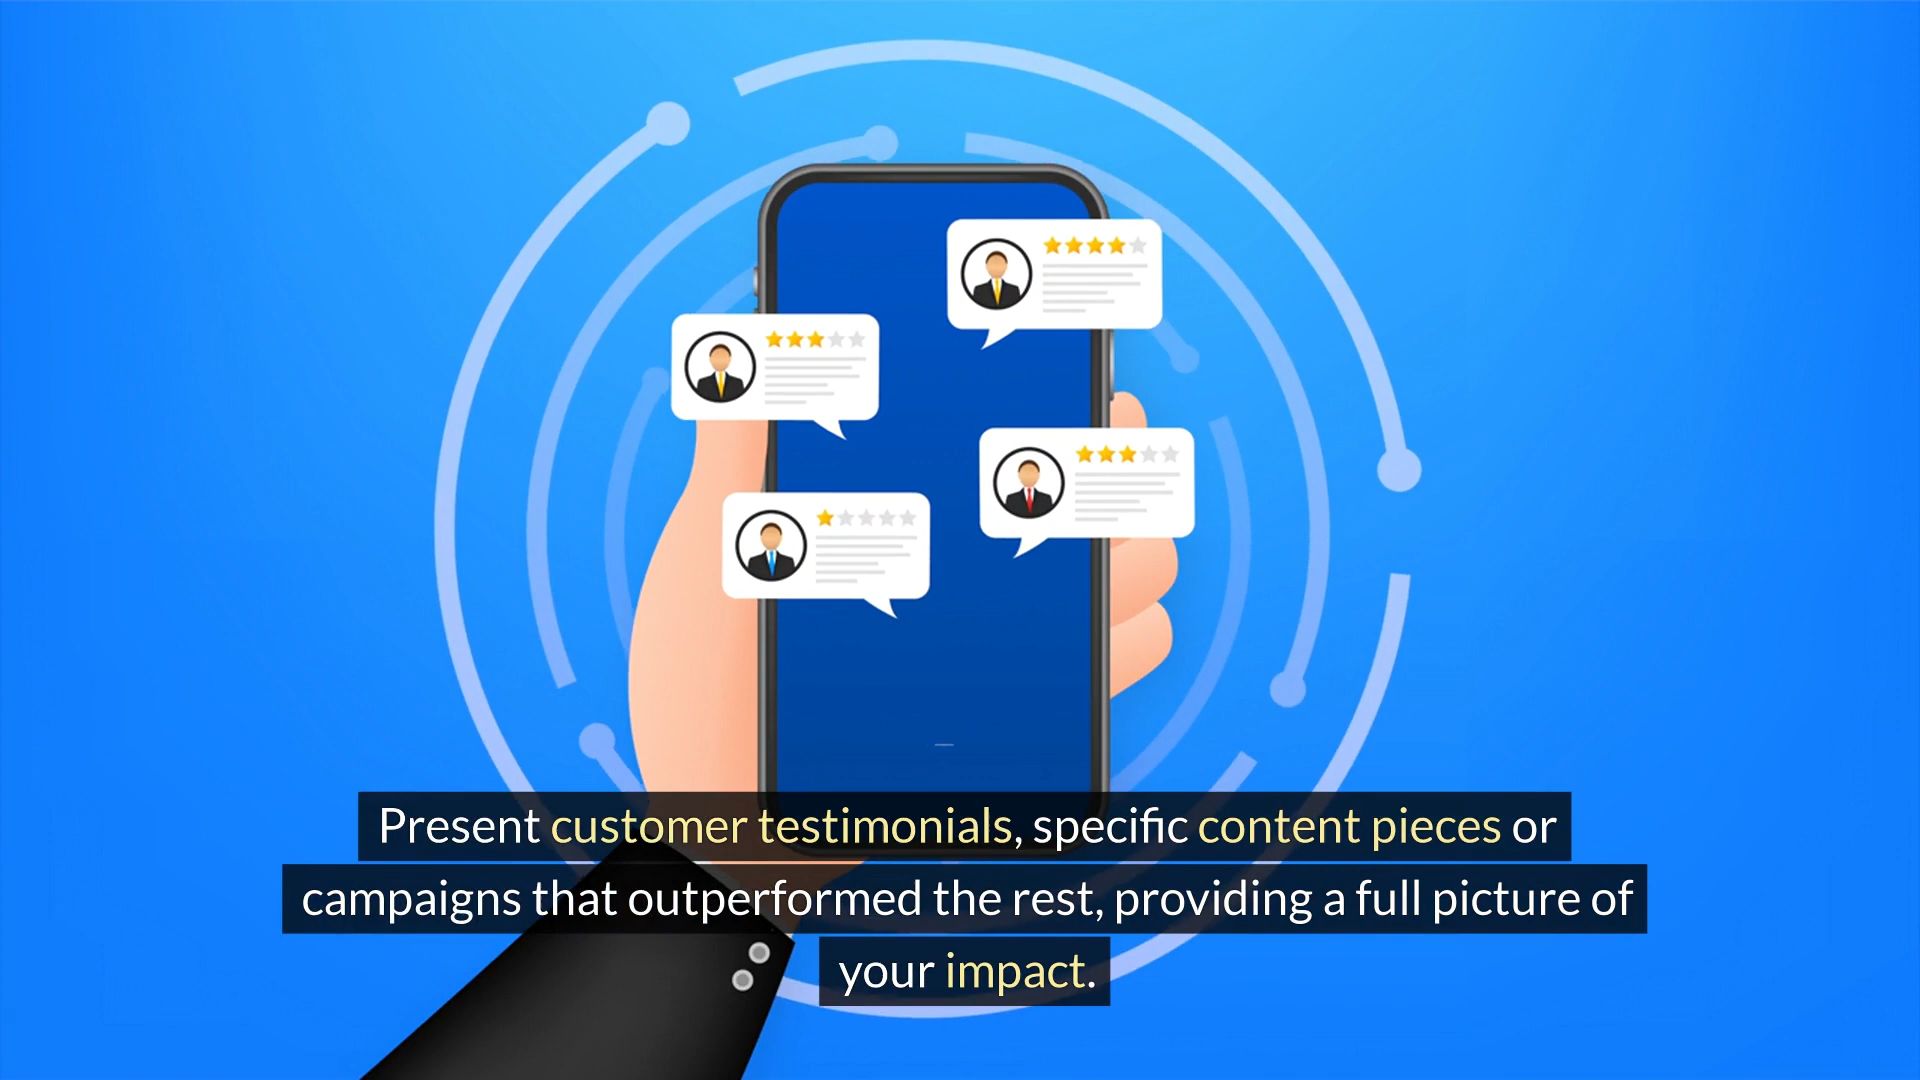 Present customer testimonials, specific content pieces or
campaigns that outperformed the rest, providing a full picture of
your impact.